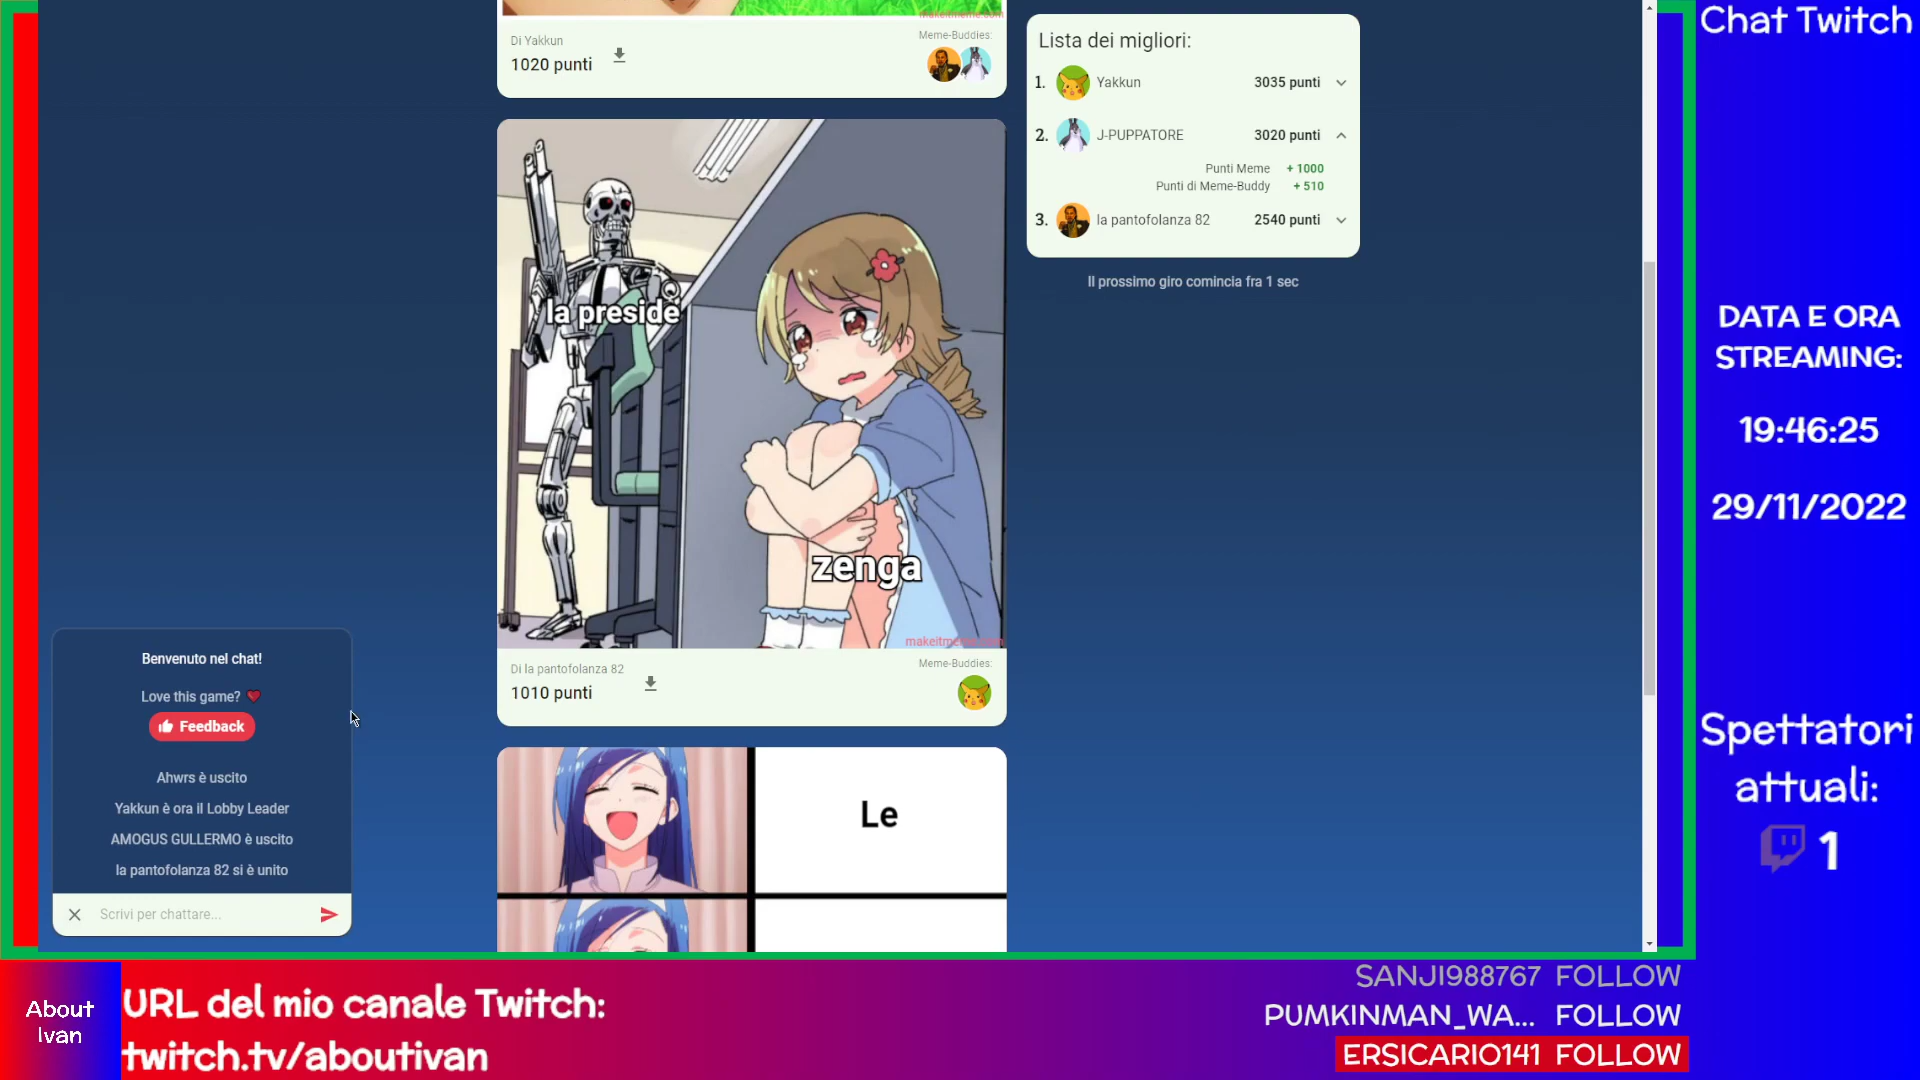 makeitmeme.com
Di Yakkun
1020 punti
Meme-Buddies:
la preside
zenga
makeitmeme.com
Di la pantofolanza 82
1010 punti
Meme-Buddies:
Le
Lista dei migliori:
1. Yakkun 3035 punti
2. J-PUPPATORE 3020 punti
Punti Meme + 1000
Punti di Meme-Buddy + 510
3. la pantofolanza 82 2540 punti
Il prossimo giro comincia fra 1 sec
Benvenuto nel chat!
Love this game?
Feedback
Ahwrs è uscito
Yakkun è ora il Lobby Leader
AMOGUS GULLERMO è uscito
la pantofolanza 82 si è unito
Scrivi per chattare...
Chat Twitch
DATA E ORA
STREAMING:
19:46:25
29/11/2022
Spettatori
attuali:
1
About
Ivan
URL del mio canale Twitch:
twitch.tv/aboutivan
SANJI988767 FOLLOW
PUMKINMAN_WA... FOLLOW
ERSICARIO141 FOLLOW